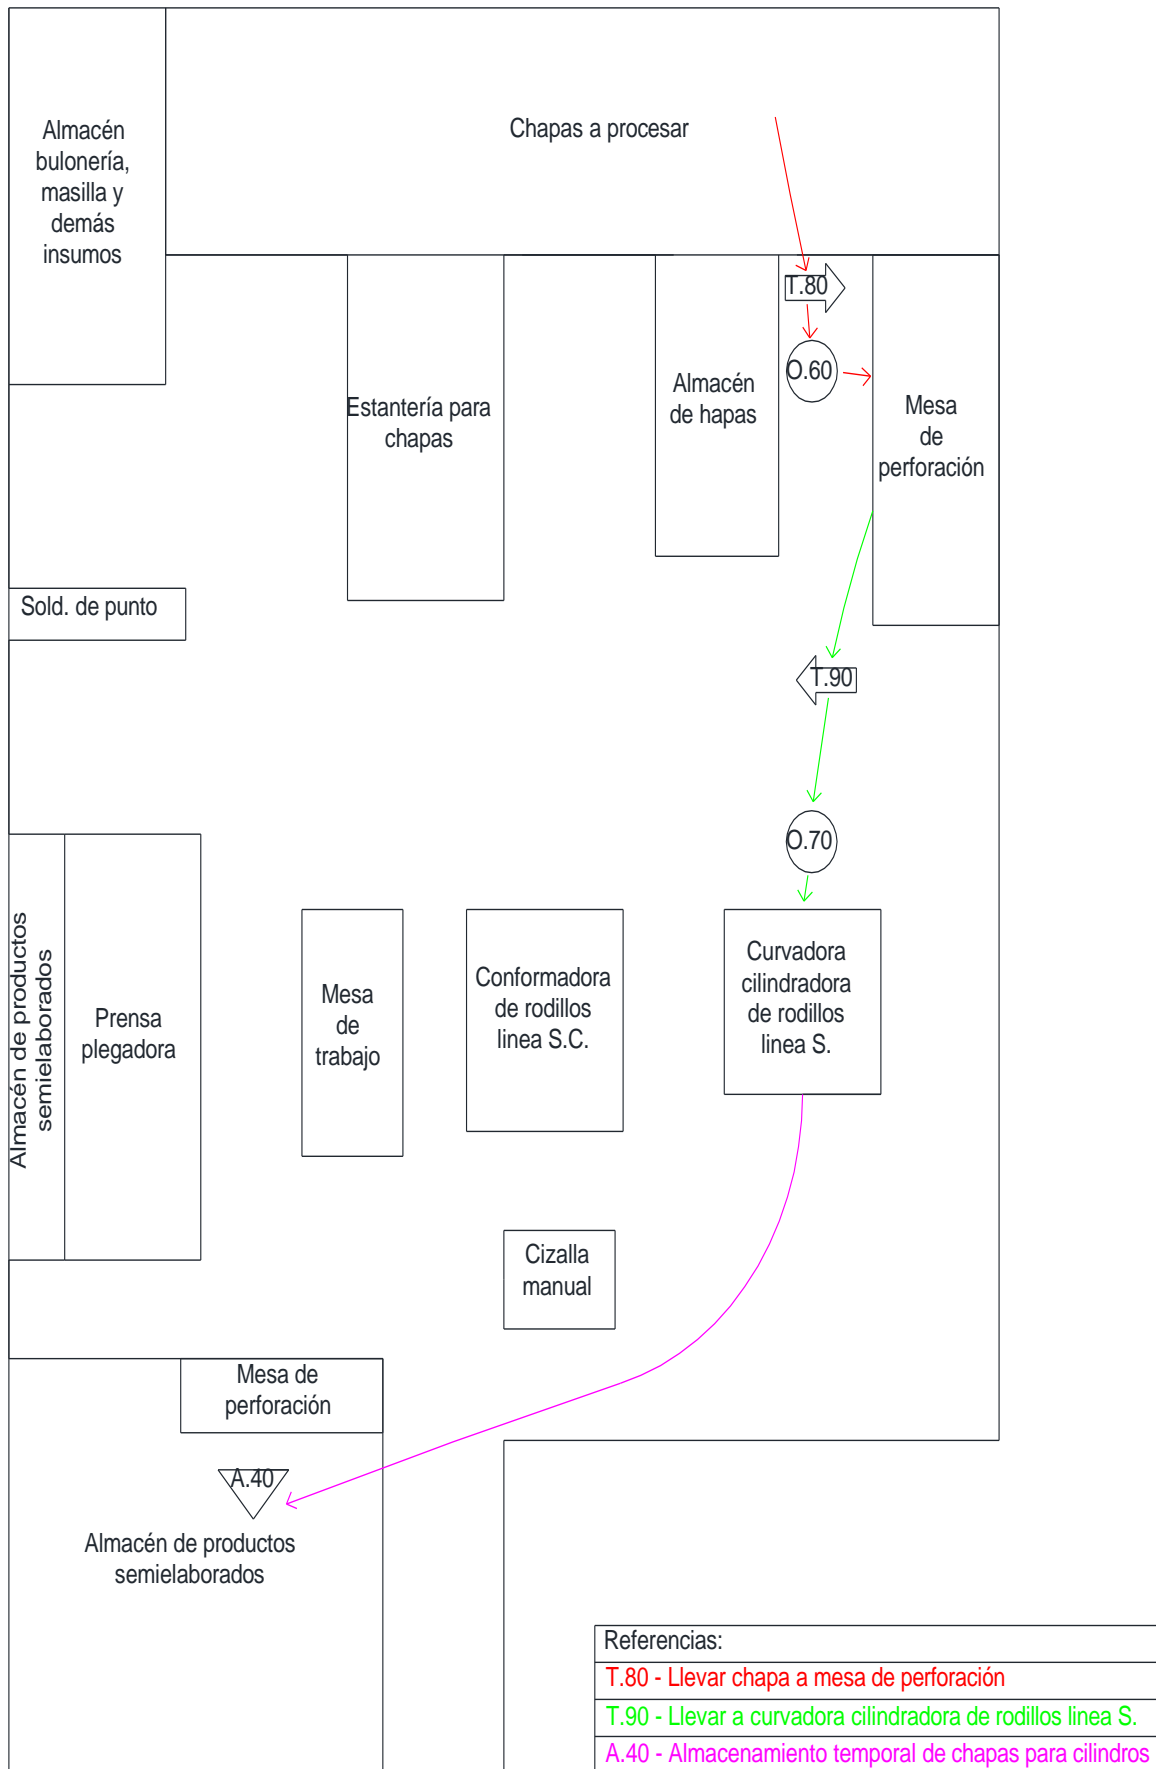 Almacén
bulonería,
masilla y
demás
insumos
Chapas a procesar
T.80
O.60
Estantería para
chapas
Almacén
de hapas
Mesa
de
perforación
Sold. de punto
T.90
O.70
Almacén de productos
semielaborados
Prensa
plegadora
Mesa
de
trabajo
Conformadora
de rodillos
linea S.C.
Curvadora
cilindradora
de rodillos
linea S.
Cizalla
manual
Mesa de
perforación
A.40
Almacén de productos
semielaborados
Referencias:
T.80 - Llevar chapa a mesa de perforación
T.90 - Llevar a curvadora cilindradora de rodillos linea S.
A.40 - Almacenamiento temporal de chapas para cilindros